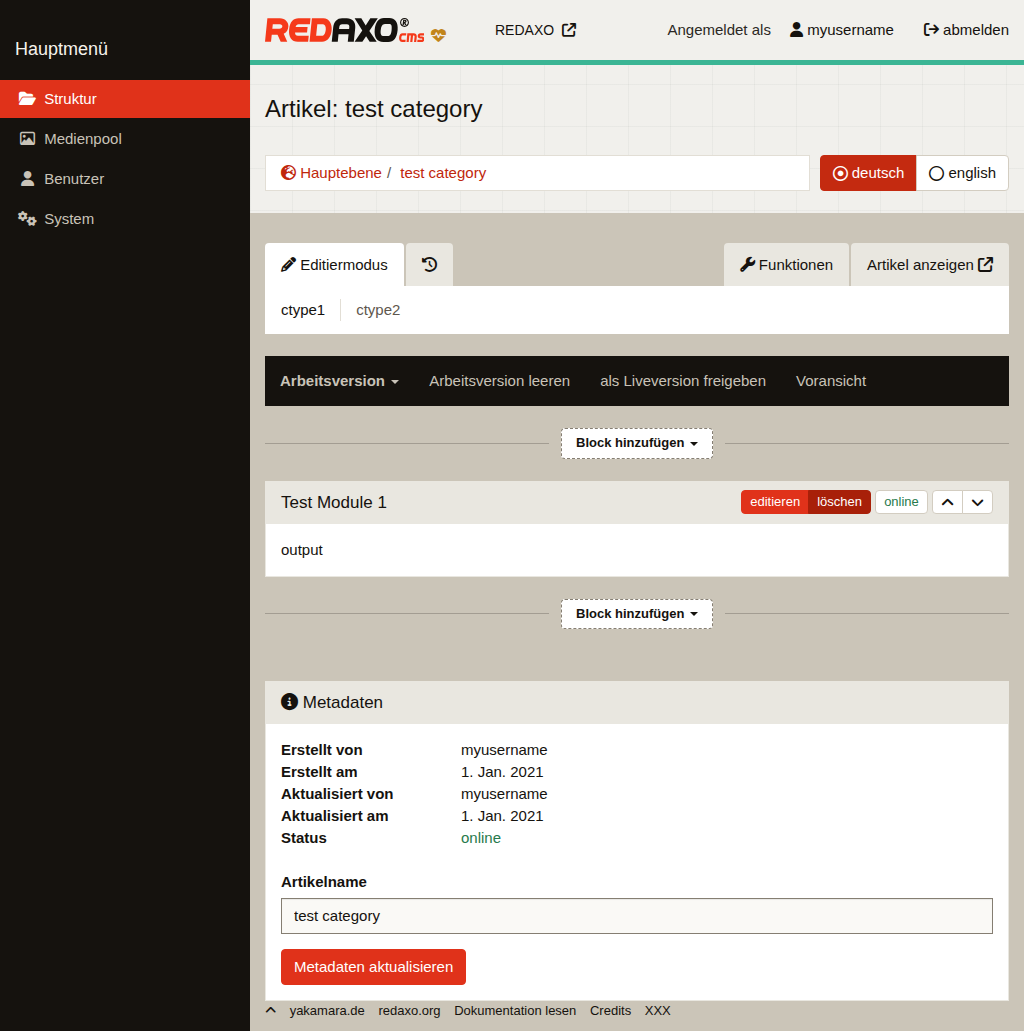 Hauptmenü
Struktur
Medienpool
Benutzer
System
REDAXO® cms
REDAXO
Angemeldet als myusername abmelden
Artikel: test category
Hauptebene / test category
deutsch english
Editiermodus
Funktionen Artikel anzeigen
ctype1 ctype2
Arbeitsversion Arbeitsversion leeren als Liveversion freigeben Voransicht
Block hinzufügen
Test Module 1 editieren löschen online
output
Block hinzufügen
Metadaten
Erstellt von myusername
Erstellt am 1. Jan. 2021
Aktualisiert von myusername
Aktualisiert am 1. Jan. 2021
Status online
Artikelname
test category
Metadaten aktualisieren
yakamara.de redaxo.org Dokumentation lesen Credits XXX